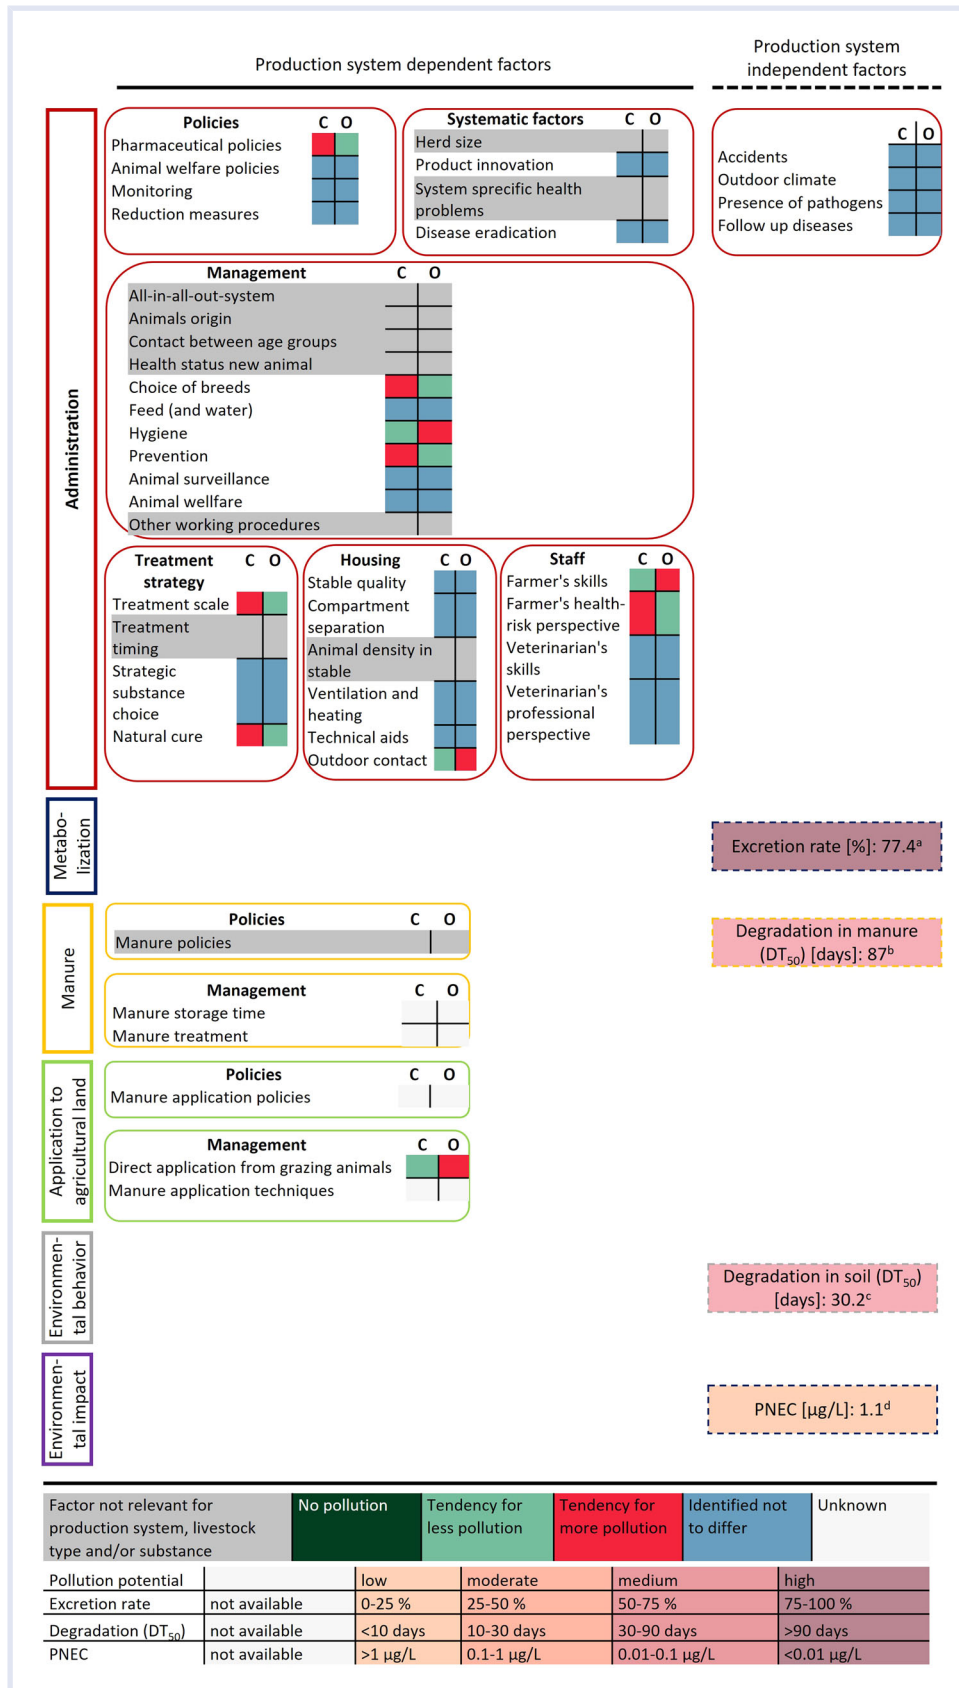 Production system dependent factors
Production system
independent factors
Administration
Policies C O
Pharmaceutical policies
Animal welfare policies
Monitoring
Reduction measures
Systematic factors C O
Herd size
Product innovation
System sprecific health
problems
Disease eradication
C O
Accidents
Outdoor climate
Presence of pathogens
Follow up diseases
Management C O
All-in-all-out-system
Animals origin
Contact between age groups
Health status new animal
Choice of breeds
Feed (and water)
Hygiene
Prevention
Animal surveillance
Animal wellfare
Other working procedures
Treatment C O
strategy
Treatment scale
Treatment
timing
Strategic
substance
choice
Natural cure
Housing C O
Stable quality
Compartment
separation
Animal density in
stable
Ventilation and
heating
Technical aids
Outdoor contact
Staff C O
Farmer's skills
Farmer's health-
risk perspective
Veterinarian's
skills
Veterinarian's
professional
perspective
Metabo-
lization
Excretion rate [%]: 77.4a
Manure
Policies C O
Manure policies
Degradation in manure
(DT50) [days]: 87b
Management C O
Manure storage time
Manure treatment
Application to
agricultural land
Policies C O
Manure application policies
Management C O
Direct application from grazing animals
Manure application techniques
Environmen-
tal behavior
Degradation in soil (DT50)
[days]: 30.2c
Environmen-
tal impact
PNEC [µg/L]: 1.1d
Factor not relevant for
production system, livestock
type and/or substance
No pollution
Tendency for
less pollution
Tendency for
more pollution
Identified not
to differ
Unknown
Pollution potential low moderate medium high
Excretion rate not available 0-25 % 25-50 % 50-75 % 75-100 %
Degradation (DT50) not available <10 days 10-30 days 30-90 days >90 days
PNEC not available >1 µg/L 0.1-1 µg/L 0.01-0.1 µg/L <0.01 µg/L